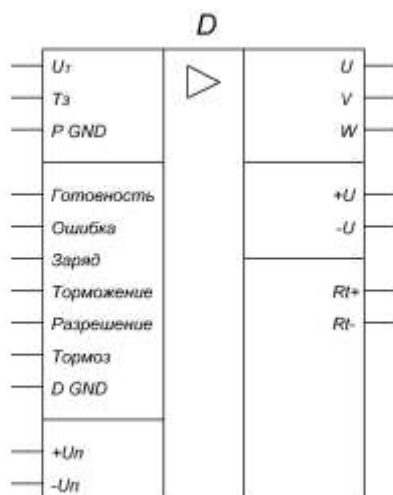 D
Uт
Tз
P GND
Готовность
Ошибка
Заряд
Торможение
Разрешение
Тормоз
D GND
+Uп
-Uп
U
V
W
+U
-U
Rt+
Rt-